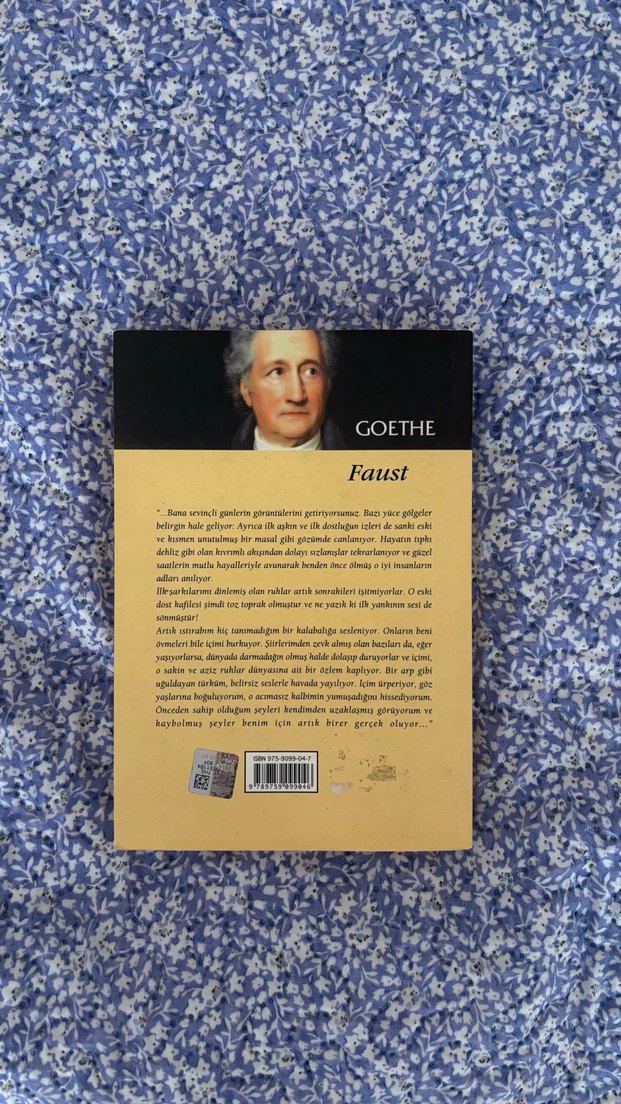 GOETHE
Faust
"...Bana sevinçli günlerin görüntülerini getiriyorsunuz. Bazı yüce gölgeler
belirgin hale geliyor: Ayrıca ilk aşkın ve ilk dostluğun izleri de sanki eski
ve kısmen unutulmuş bir masal gibi gözümde canlanıyor. Hayatın tıpkı
dehliz gibi olan kıvrımlı akışından dolayı sızlanışlar tekrarlanıyor ve güzel
saatlerin mutlu hayalleriyle avunarak benden önce ölmüş o iyi insanların
adları anılıyor.
İlk şarkılarımı dinlemiş olan ruhlar artık sonrakileri işitmiyorlar. O eski
dost kafilesi şimdi toz toprak olmuştur ve ne yazık ki ilk yankının sesi de
sönmüştür!
Artık ıstırabım hiç tanımadığım bir kalabalığa sesleniyor. Onların beni
övmeleri bile içimi burkuyor. Şiirlerimden zevk almış olan bazıları da, eğer
yaşıyorlarsa, dünyada darmadağın olmuş halde dolaşıp duruyorlar ve içimi,
o sakin ve aziz ruhlar dünyasına ait bir özlem kaplıyor. Bir arp gibi
uğuldayan türküm, belirsiz seslerle havada yayılıyor. İçim ürperiyor, göz
yaşlarına boğuluyorum, o acımasız kalbimin yumuşadığını hissediyorum.
Önceden sahip olduğum şeyleri kendimden uzaklaşmış görüyorum ve
kaybolmuş şeyler benim için artık birer gerçek oluyor..."
ISBN 975-9099-04-7
9 789759 099046